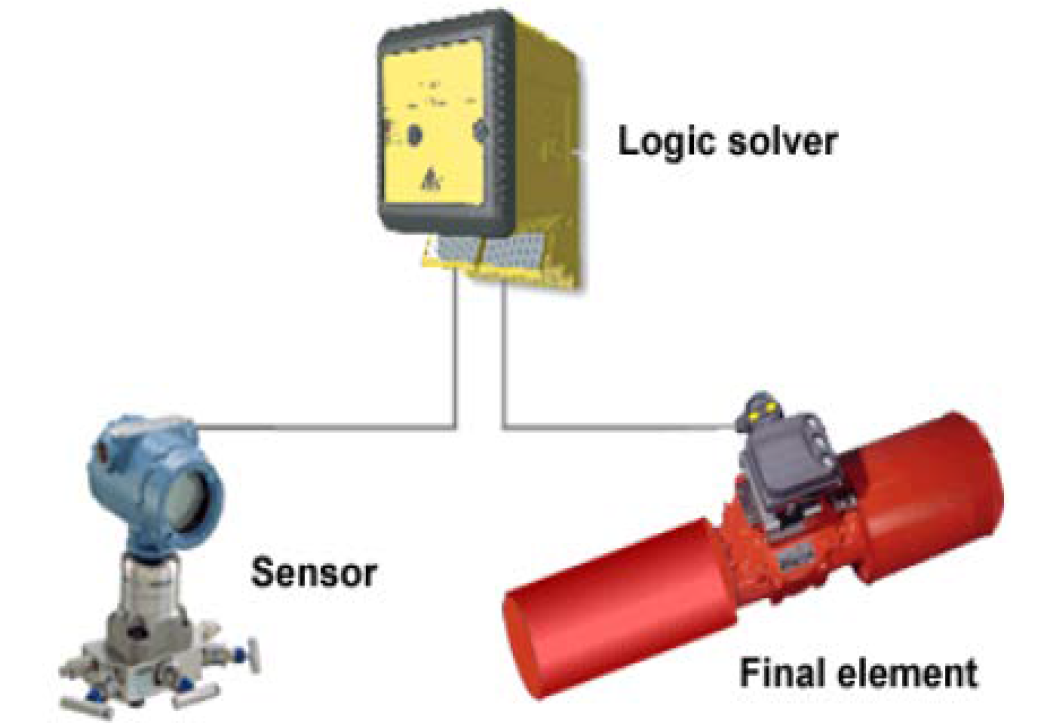 Logic solver
Sensor
Final element